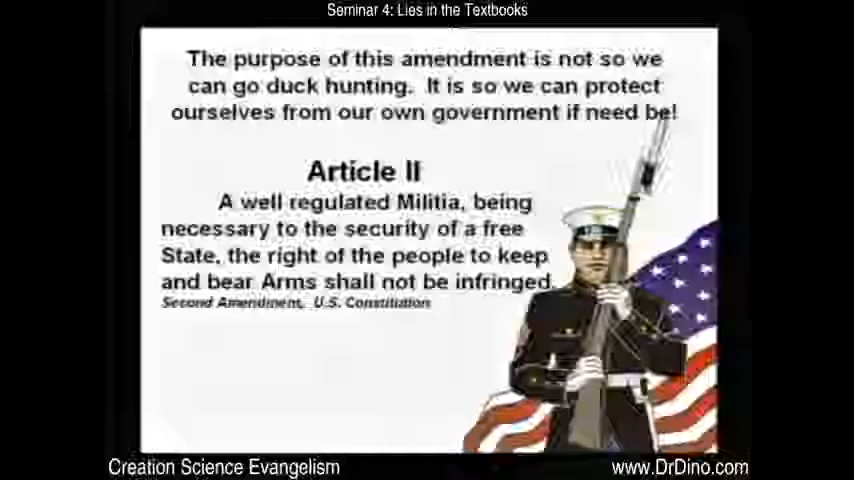 Seminar 4: Lies in the Textbooks
The purpose of this amendment is not so we
can go duck hunting. It is so we can protect
ourselves from our own government if need be!
Article II
A well regulated Militia, being
necessary to the security of a free
State, the right of the people to keep
and bear Arms shall not be infringed.
Second Amendment, U.S. Constitution
Creation Science Evangelism
www.DrDino.com